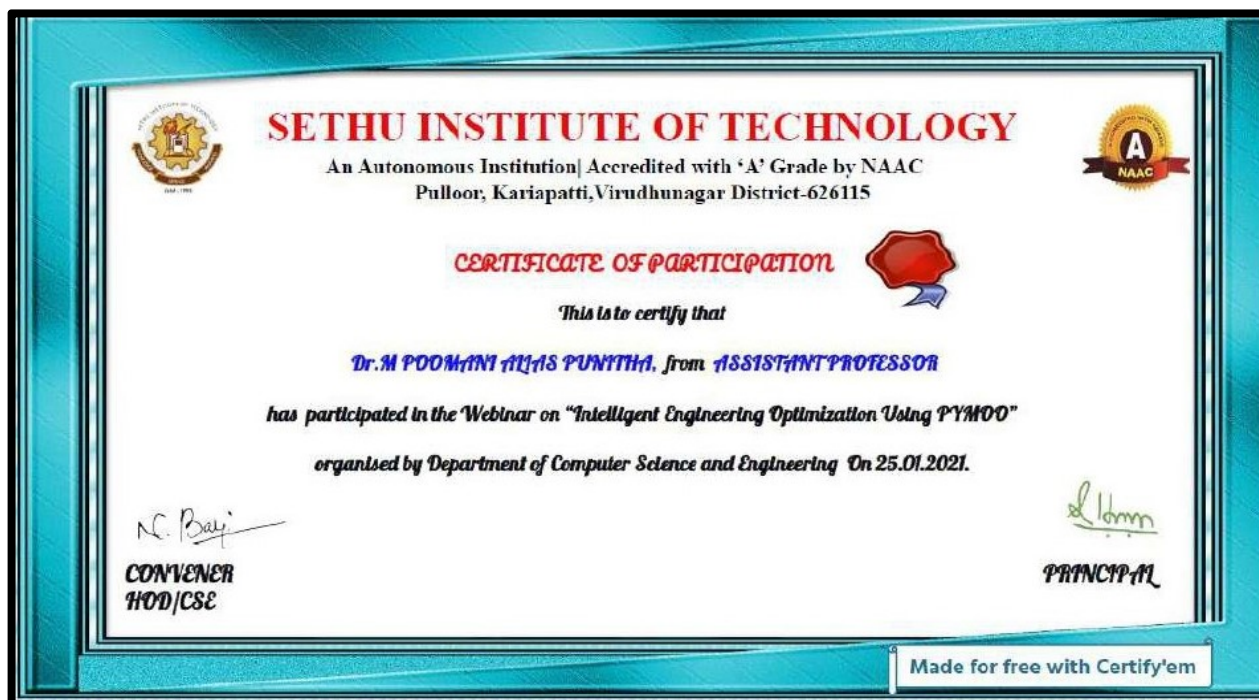 SETHU INSTITUTE OF TECHNOLOGY
An Autonomous Institution| Accredited with ‘A’ Grade by NAAC
Pulloor, Kariapatti,Virudhunagar District-626115
A
NAAC
CERTIFICATE OF PARTICIPATION
This is to certify that
Dr.M POOMANI ALIAS PUNITHA, from ASSISTANT PROFESSOR
has participated in the Webinar on “Intelligent Engineering Optimization Using PYMOO”
organised by Department of Computer Science and Engineering On 25.01.2021.
CONVENER
HOD/CSE
PRINCIPAL
Made for free with Certify'em